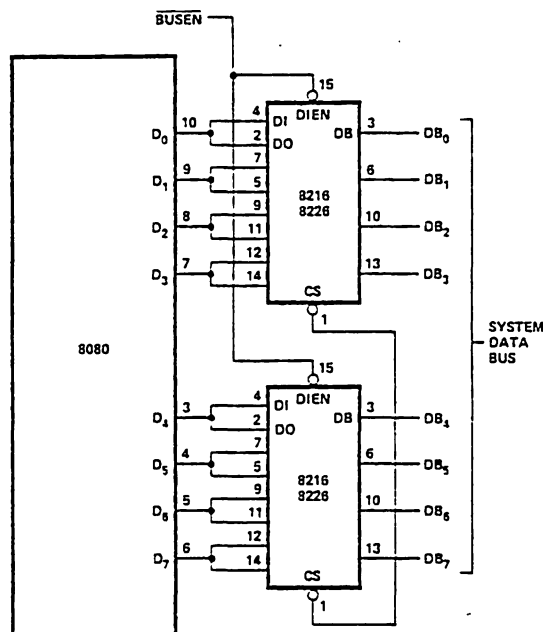 BUSEN
15
DIEN
D0 10 4 DI DB 3 DB0
2 DO
D1 9 7 6 DB1
5
8216
8226
D2 8 9 10 DB2
11
D3 7 12 13 DB3
14
CS
1
8080
SYSTEM
DATA
BUS
15
DIEN
D4 3 4 DI DB 3 DB4
2 DO
D5 4 7 6 DB5
5
8216
8226
D6 5 9 10 DB6
11
D7 6 12 13 DB7
14
CS
1